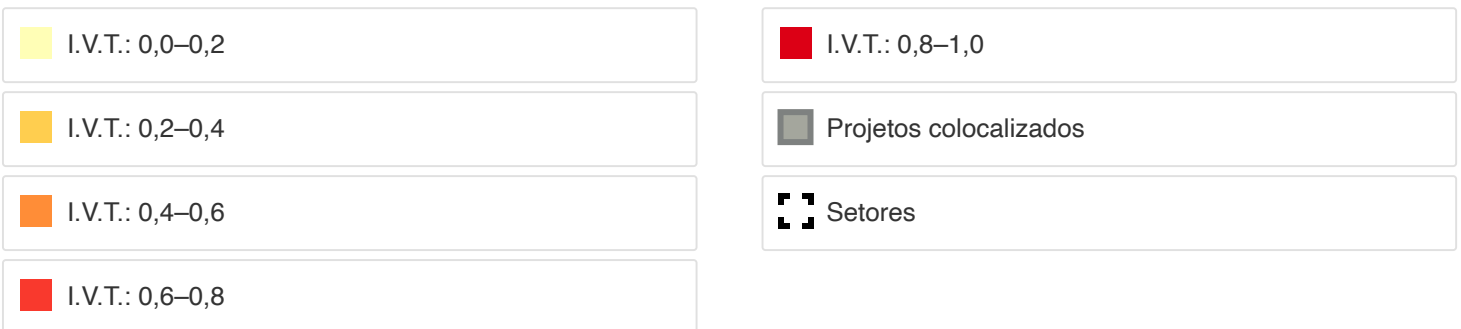 I.V.T.: 0,0–0,2
I.V.T.: 0,2–0,4
I.V.T.: 0,4–0,6
I.V.T.: 0,6–0,8
I.V.T.: 0,8–1,0
Projetos colocalizados
Setores